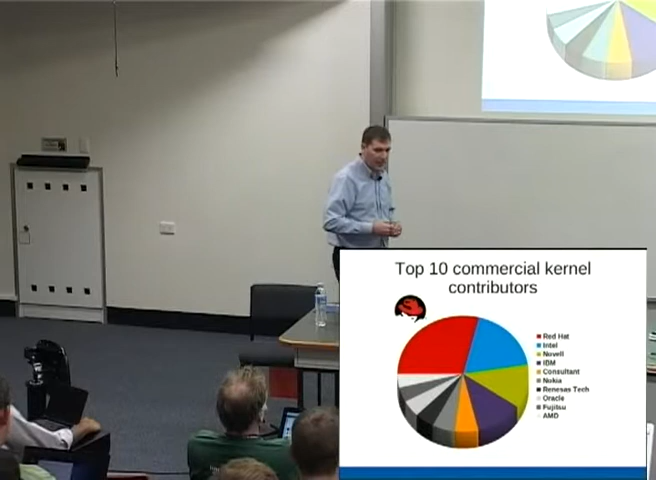 Top 10 commercial kernel
contributors
Red Hat
Intel
Novell
IBM
Consultant
Nokia
Renesas Tech
Oracle
Fujitsu
AMD